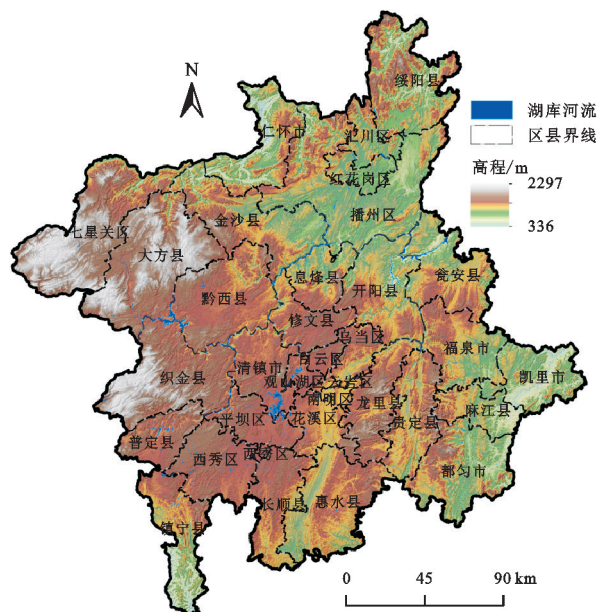 绥阳县
N
湖库河流
仁怀市
汇川区
区县界线
红花岗区
高程/m
2297
336
金沙县
播州区
七星关区
大方县
息烽县
瓮安县
黔西县
开阳县
修文县
乌当区
福泉市
清镇市
白云区
织金县
观山湖区云岩区
凯里市
南明区
龙里县
麻江县
平坝区
花溪区
贵定县
普定县
西秀区
西秀区
都匀市
长顺县
惠水县
镇宁县
0 45 90 km